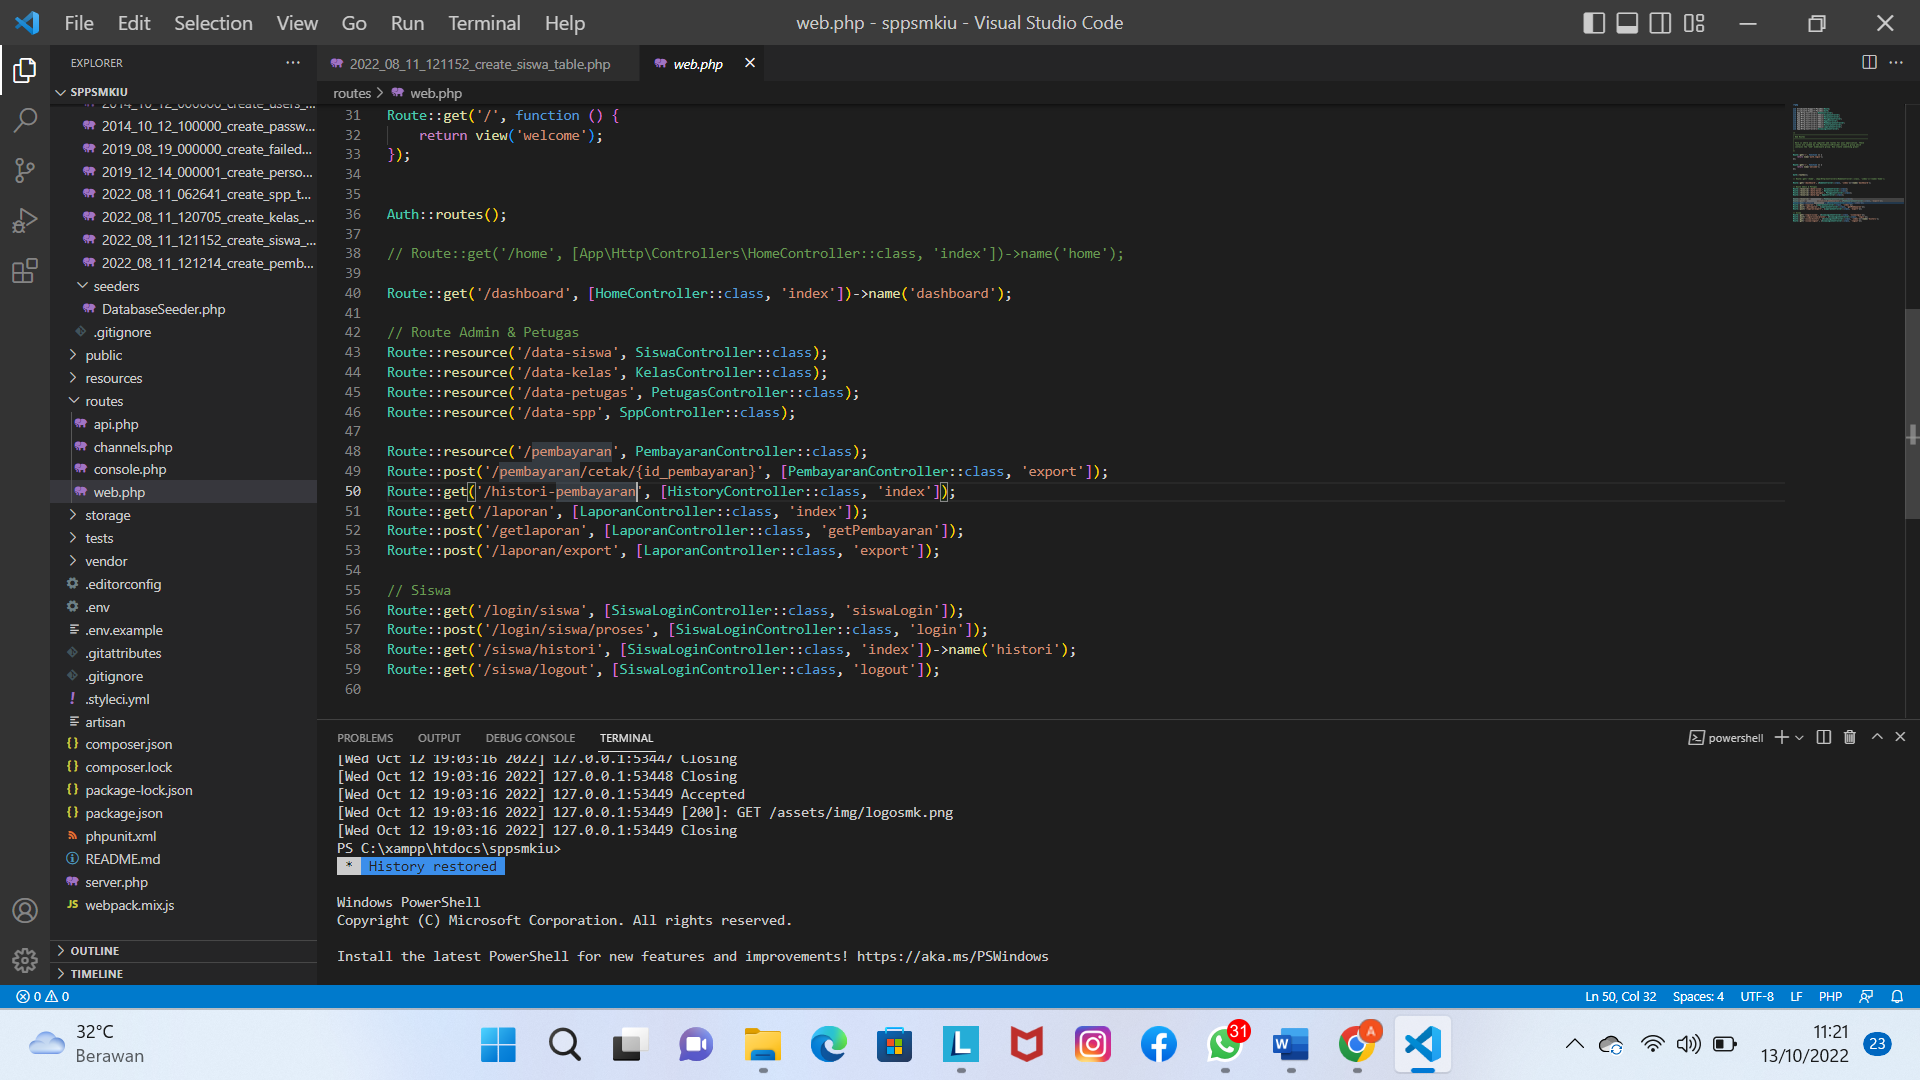 File Edit Selection View Go Run Terminal Help
web.php - sppsmkiu - Visual Studio Code
EXPLORER
2022_08_11_121152_create_siswa_table.php
web.php
SPPSMKIU
routes > web.php
2014_10_12_000000_create_users_...
2014_10_12_100000_create_passw...
2019_08_19_000000_create_failed...
2019_12_14_000001_create_perso...
2022_08_11_062641_create_spp_t...
2022_08_11_120705_create_kelas_...
2022_08_11_121152_create_siswa_...
2022_08_11_121214_create_pemb...
seeders
DatabaseSeeder.php
.gitignore
public
resources
routes
api.php
channels.php
console.php
web.php
storage
tests
vendor
.editorconfig
.env
.env.example
.gitattributes
.gitignore
.styleci.yml
artisan
composer.json
composer.lock
package-lock.json
package.json
phpunit.xml
README.md
server.php
webpack.mix.js
OUTLINE
TIMELINE
31 Route::get('/', function () {
32 return view('welcome');
33 });
34
35
36 Auth::routes();
37
38 // Route::get('/home', [App\Http\Controllers\HomeController::class, 'index'])->name('home');
39
40 Route::get('/dashboard', [HomeController::class, 'index'])->name('dashboard');
41
42 // Route Admin & Petugas
43 Route::resource('/data-siswa', SiswaController::class);
44 Route::resource('/data-kelas', KelasController::class);
45 Route::resource('/data-petugas', PetugasController::class);
46 Route::resource('/data-spp', SppController::class);
47
48 Route::resource('/pembayaran', PembayaranController::class);
49 Route::post('/pembayaran/cetak/{id_pembayaran}', [PembayaranController::class, 'export']);
50 Route::get('/histori-pembayaran', [HistoryController::class, 'index']);
51 Route::get('/laporan', [LaporanController::class, 'index']);
52 Route::post('/getlaporan', [LaporanController::class, 'getPembayaran']);
53 Route::post('/laporan/export', [LaporanController::class, 'export']);
54
55 // Siswa
56 Route::get('/login/siswa', [SiswaLoginController::class, 'siswaLogin']);
57 Route::post('/login/siswa/proses', [SiswaLoginController::class, 'login']);
58 Route::get('/siswa/histori', [SiswaLoginController::class, 'index'])->name('histori');
59 Route::get('/siswa/logout', [SiswaLoginController::class, 'logout']);
60
PROBLEMS OUTPUT DEBUG CONSOLE TERMINAL
powershell
[Wed Oct 12 19:03:16 2022] 127.0.0.1:53447 Closing
[Wed Oct 12 19:03:16 2022] 127.0.0.1:53448 Closing
[Wed Oct 12 19:03:16 2022] 127.0.0.1:53449 Accepted
[Wed Oct 12 19:03:16 2022] 127.0.0.1:53449 [200]: GET /assets/img/logosmk.png
[Wed Oct 12 19:03:16 2022] 127.0.0.1:53449 Closing
PS C:\xampp\htdocs\sppsmkiu>
* History restored
Windows PowerShell
Copyright (C) Microsoft Corporation. All rights reserved.
Install the latest PowerShell for new features and improvements! https://aka.ms/PSWindows
0 0
Ln 50, Col 32 Spaces: 4 UTF-8 LF PHP
32°C
Berawan
31
A
11:21
13/10/2022
23